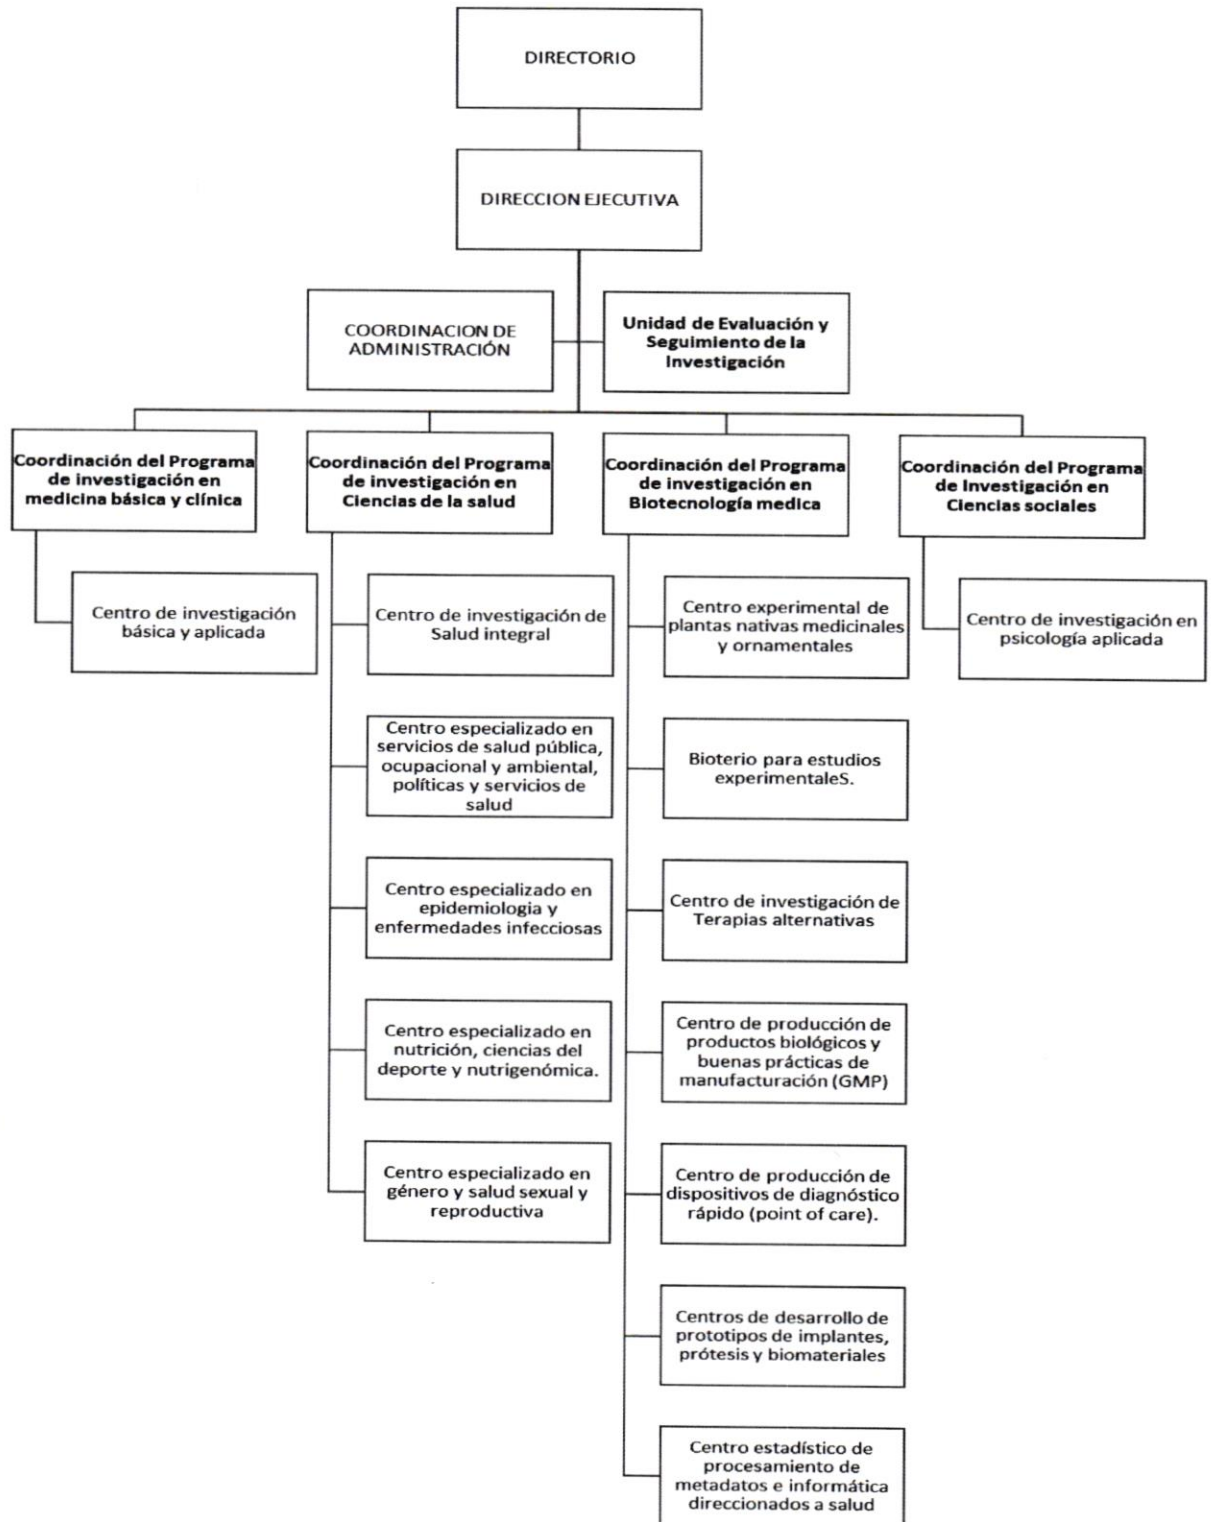 DIRECTORIO
DIRECCION EJECUTIVA
COORDINACION DE
ADMINISTRACIÓN
Unidad de Evaluación y
Seguimiento de la
Investigación
Coordinación del Programa
de investigación en
medicina básica y clínica
Centro de investigación
básica y aplicada
Coordinación del Programa
de investigación en
Ciencias de la salud
Centro de investigación de
Salud integral
Centro especializado en
servicios de salud pública,
ocupacional y ambiental,
políticas y servicios de
salud
Centro especializado en
epidemiologia y
enfermedades infecciosas
Centro especializado en
nutrición, ciencias del
deporte y nutrigenómica.
Centro especializado en
género y salud sexual y
reproductiva
Coordinación del Programa
de investigación en
Biotecnología medica
Centro experimental de
plantas nativas medicinales
y ornamentales
Bioterio para estudios
experimentaleS.
Centro de investigación de
Terapias alternativas
Centro de producción de
productos biológicos y
buenas prácticas de
manufacturación (GMP)
Centro de producción de
dispositivos de diagnóstico
rápido (point of care).
Centros de desarrollo de
prototipos de implantes,
prótesis y biomateriales
Centro estadístico de
procesamiento de
metadatos e informática
direccionados a salud
Coordinación del Programa
de Investigación en
Ciencias sociales
Centro de investigación en
psicología aplicada